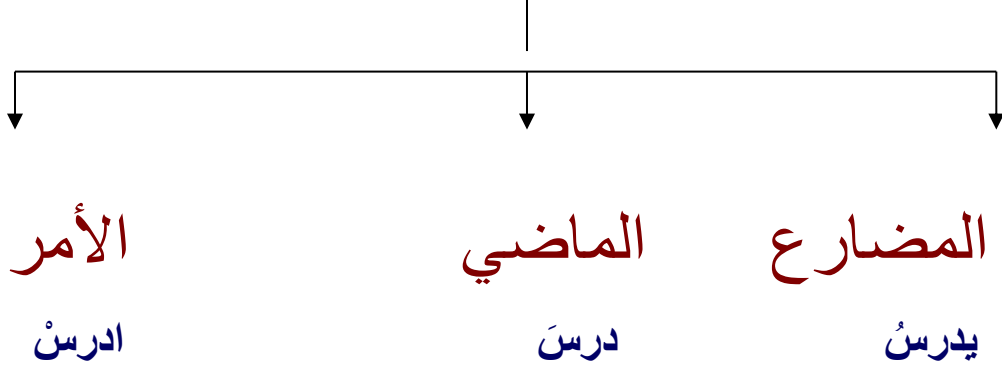 المضارع الماضي الأمر
يدرسُ درسَ ادرسْ